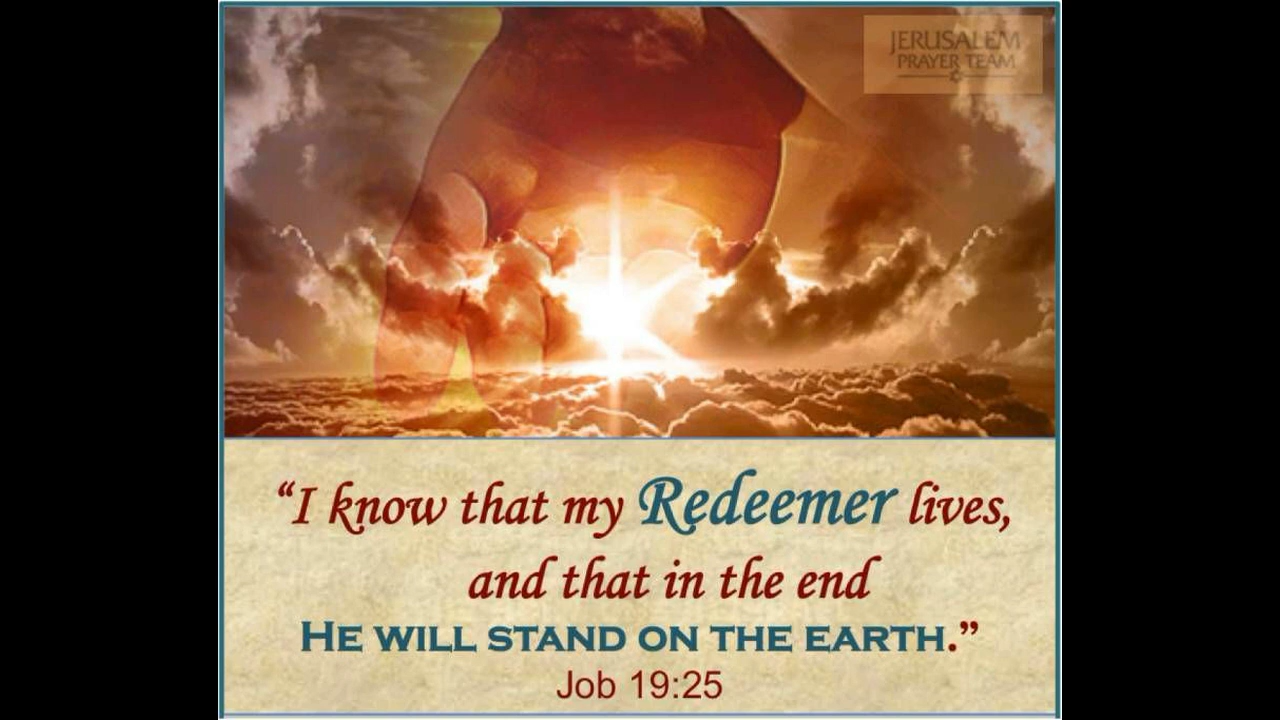 JERUSALEM
PRAYER TEAM
“I know that my Redeemer lives,
and that in the end
HE WILL STAND ON THE EARTH.”
Job 19:25